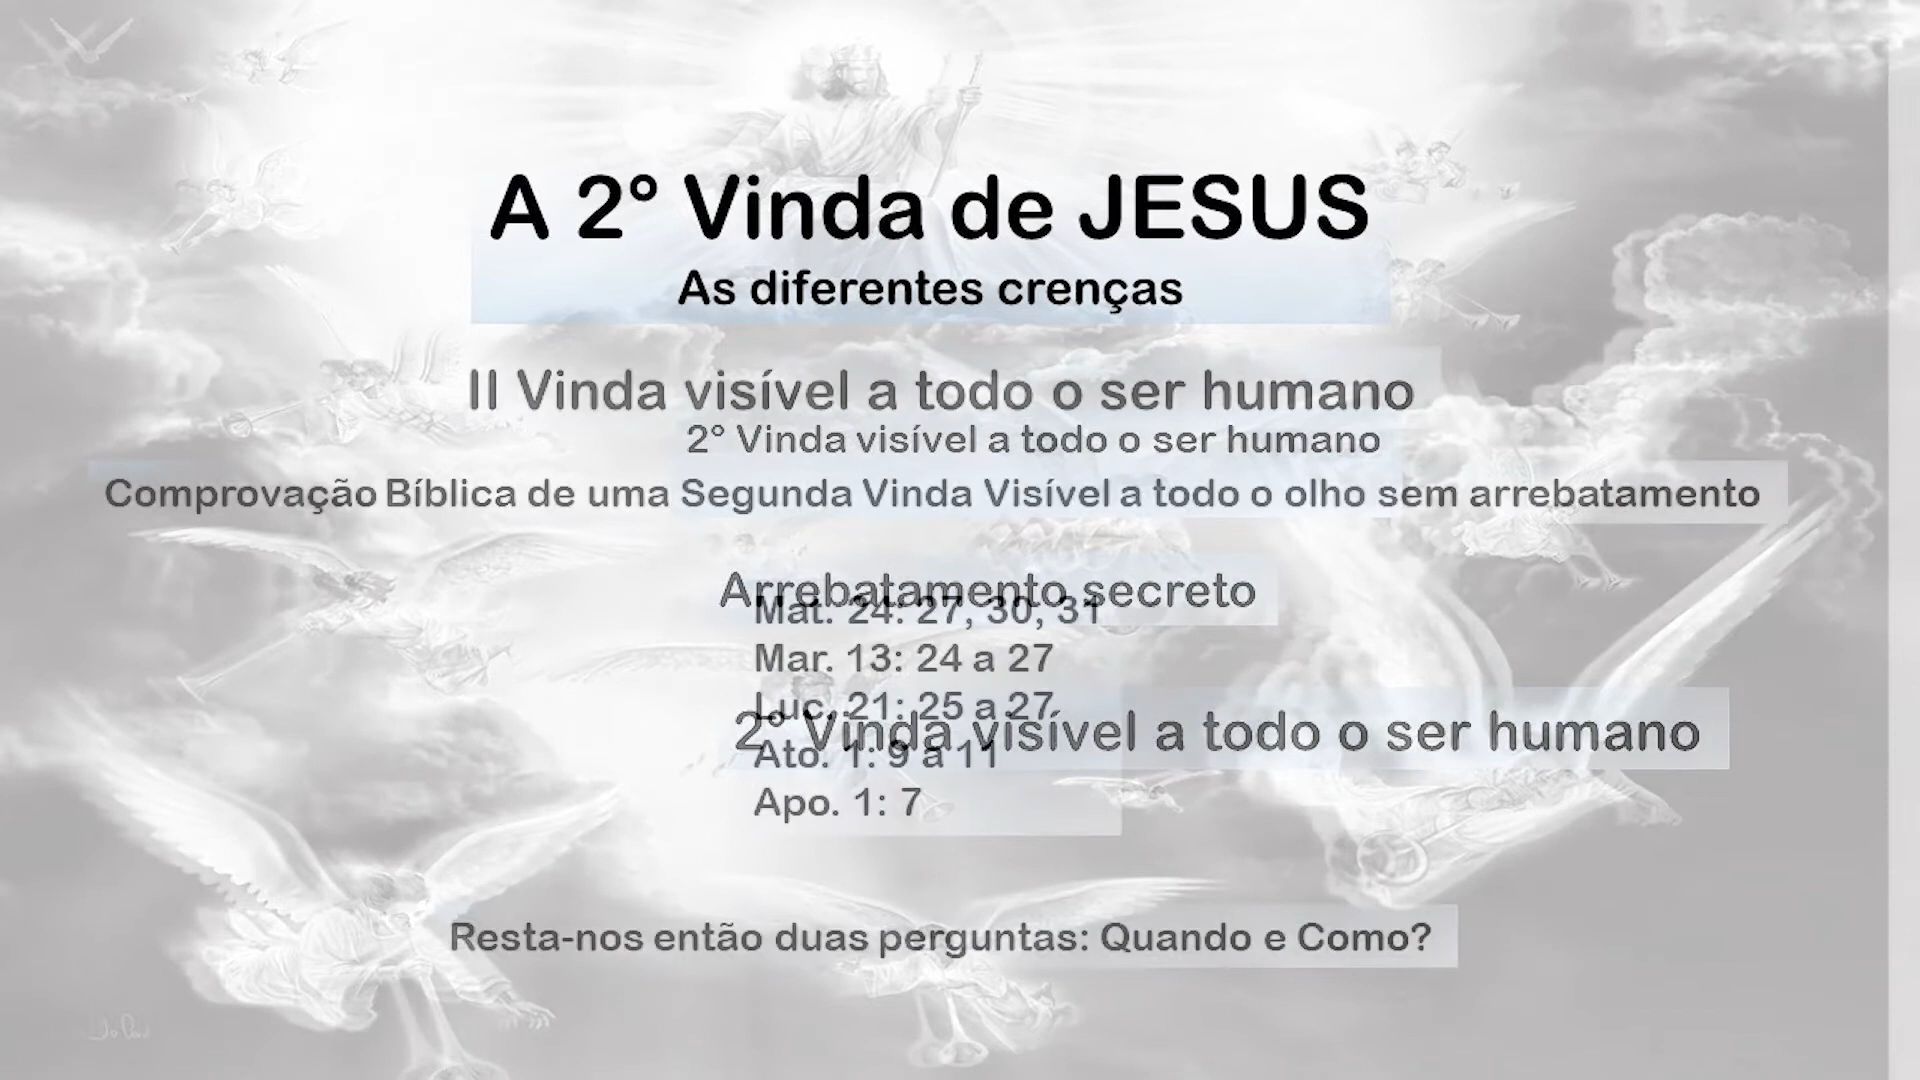 A 2° Vinda de JESUS
As diferentes crenças
II Vinda visível a todo o ser humano
2° Vinda visível a todo o ser humano
Comprovação Bíblica de uma Segunda Vinda Visível a todo o olho sem arrebatamento
Arrebatamento secreto
Mat. 24: 27, 30, 31
Mar. 13: 24 a 27
Luc. 21: 25 a 27
2° Vinda visível a todo o ser humano
Ato. 1: 9 a 11
Apo. 1: 7
Resta-nos então duas perguntas: Quando e Como?